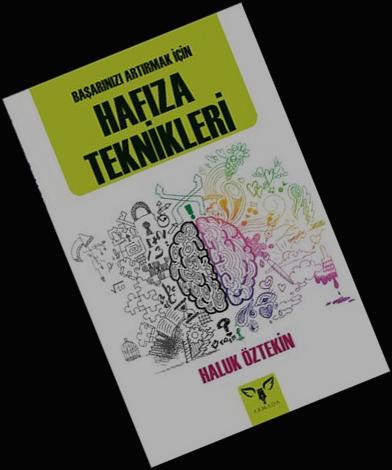 BAŞARINIZI ARTIRMAK İÇİN
HAFIZA
TEKNİKLERİ
HALUK ÖZTEKİN
ARMADA